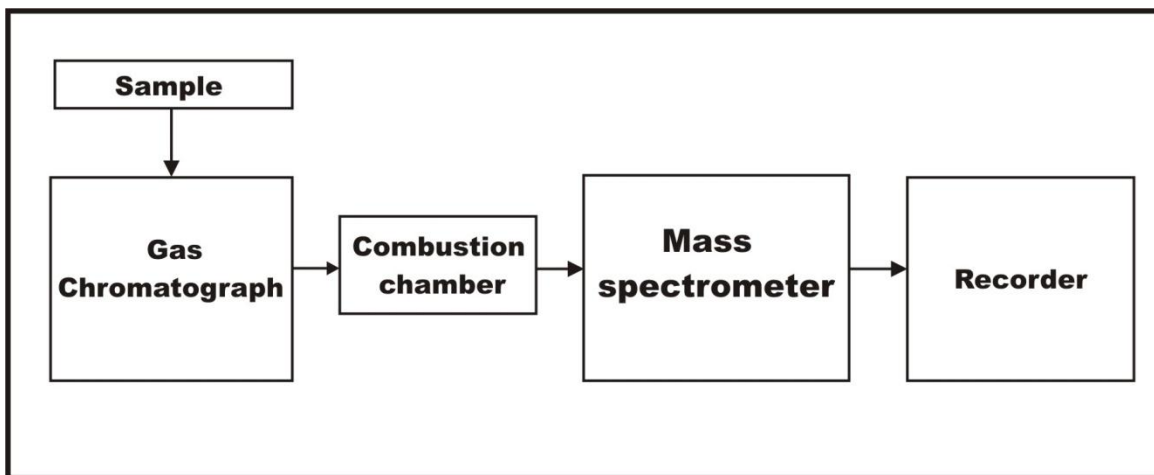 Sample
Gas
Chromatograph
Combustion
chamber
Mass
spectrometer
Recorder